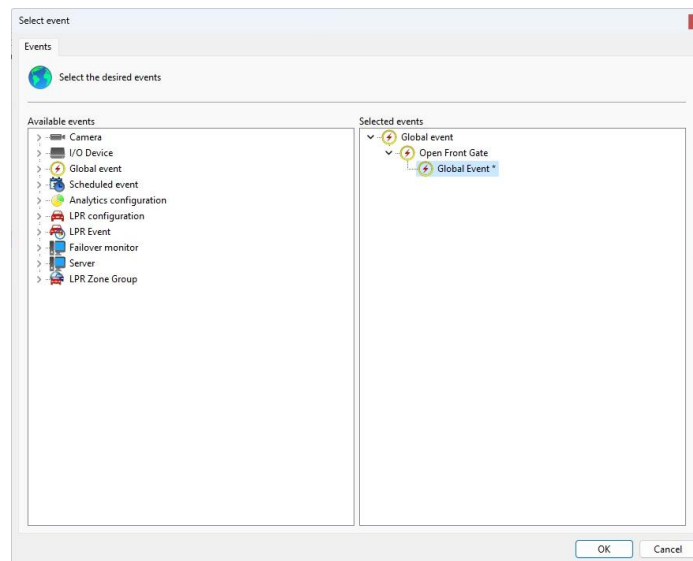 Select event
Events
Select the desired events
Available events
Camera
I/O Device
Global event
Scheduled event
Analytics configuration
LPR configuration
LPR Event
Failover monitor
Server
LPR Zone Group
Selected events
Global event
Open Front Gate
Global Event *
OK
Cancel